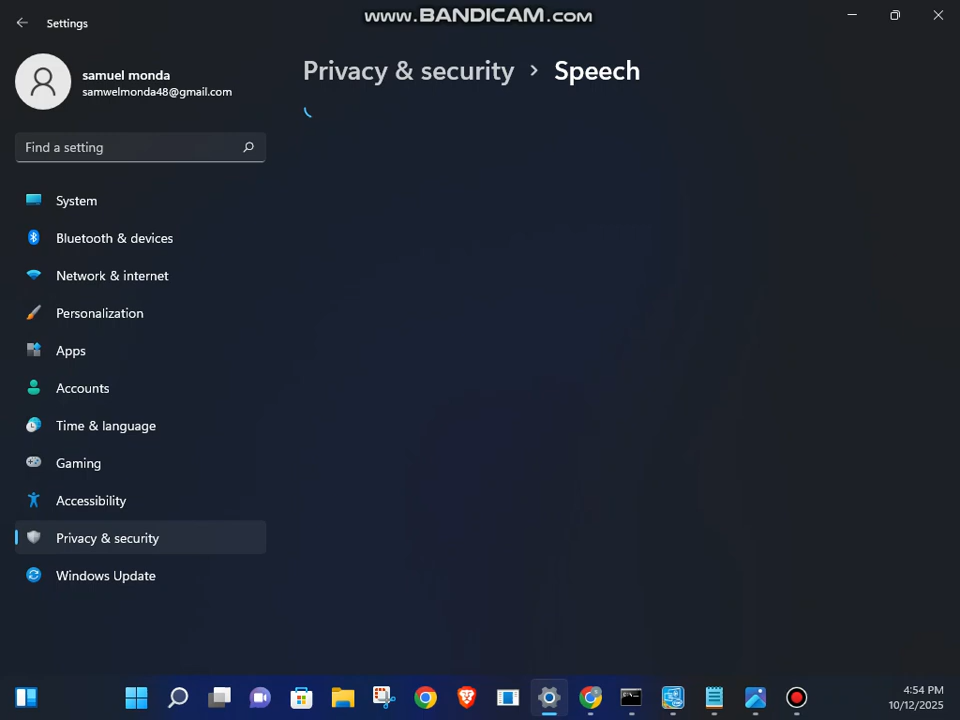 www.BANDICAM.com
Settings
samuel monda
samwelmonda48@gmail.com
Find a setting
System
Bluetooth & devices
Network & internet
Personalization
Apps
Accounts
Time & language
Gaming
Accessibility
Privacy & security
Windows Update
Privacy & security > Speech
4:54 PM
10/12/2025